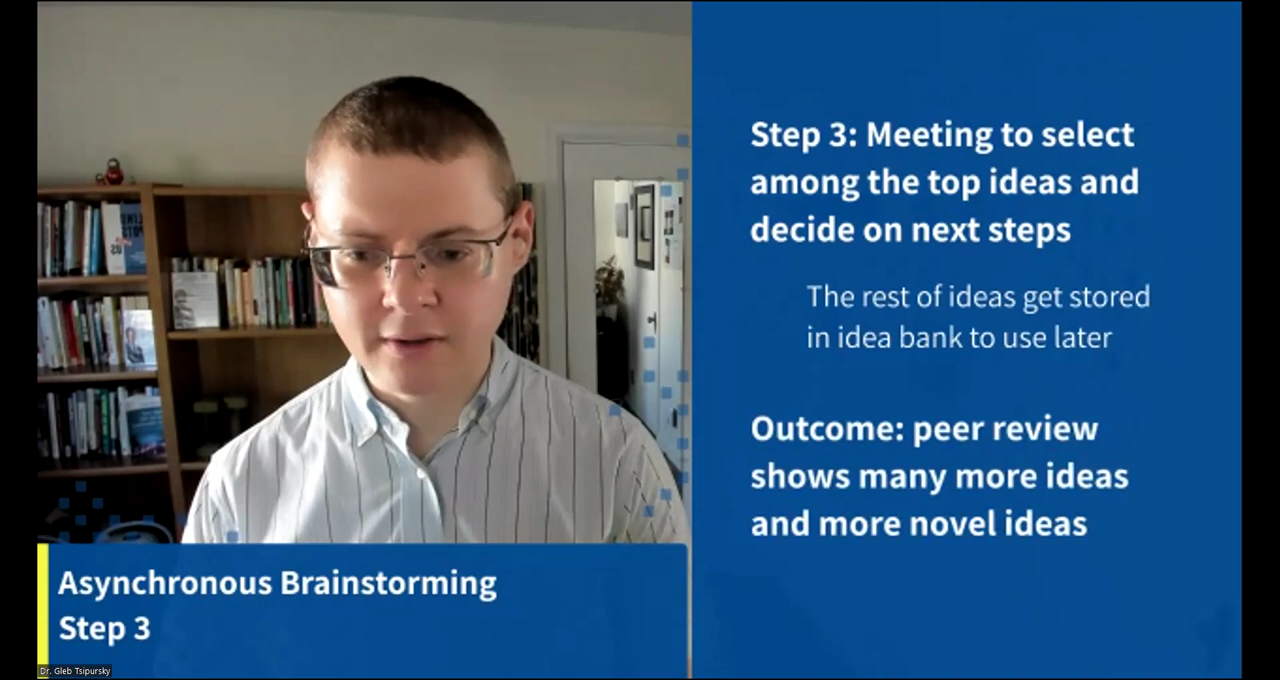 Step 3: Meeting to select
among the top ideas and
decide on next steps
The rest of ideas get stored
in idea bank to use later
Outcome: peer review
shows many more ideas
and more novel ideas
Asynchronous Brainstorming
Step 3
Dr. Gleb Tsipursky